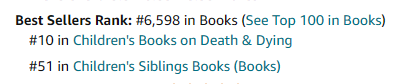 Best Sellers Rank: #6,598 in Books (See Top 100 in Books)
#10 in Children's Books on Death & Dying
#51 in Children's Siblings Books (Books)